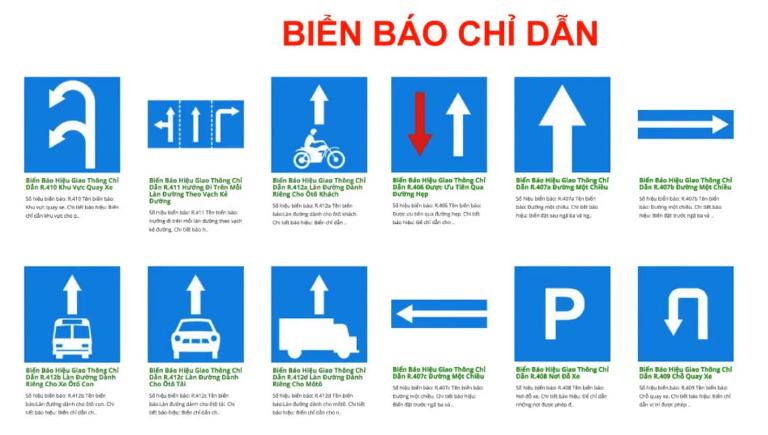 BIỂN BÁO CHỈ DẪN
Biển Báo Hiệu Giao Thông Chỉ
Dẫn R.410 Khu Vực Quay Xe
Số hiệu biển báo: R.410 Tên biển báo:
Khu vực quay xe. Chi tiết báo hiệu: Biển
chỉ dẫn khu vực cho p..
Biển Báo Hiệu Giao Thông Chỉ
Dẫn R.411 Hướng Đi Trên Mỗi
Làn Đường Theo Vạch Kẻ
Đường
Số hiệu biển báo: R.411 Tên biển báo:
hướng đi trên mỗi làn đường theo vạch
kẻ đường. Chi tiết báo h..
Biển Báo Hiệu Giao Thông Chỉ
Dẫn R.412a Làn Đường Dành
Riêng Cho Ôtô Khách
Số hiệu biển báo: R.412a Tên biển
báo:Làn đường dành cho ôtô khách
Chi tiết báo hiệu: Biển chỉ dẫn ..
Biển Báo Hiệu Giao Thông Chỉ
Dẫn R.406 Được Ưu Tiên Qua
Đường Hẹp
Số hiệu biển báo: R.406 Tên biển báo:
Được ưu tiên qua đường hẹp. Chi tiết
báo hiệu: Để chỉ dẫn cho ..
Biển Báo Hiệu Giao Thông Chỉ
Dẫn R.407a Đường Một Chiều
Số hiệu biển báo: R.407a Tên biển
báo: Đường một chiều. Chi tiết báo
hiệu: Biển đặt sau ngã ba và ng..
Biển Báo Hiệu Giao Thông Chỉ
Dẫn R.407b Đường Một Chiều
Số hiệu biển báo: R.407b Tên biển
báo: Đường một chiều. Chi tiết báo
hiệu: Biển đặt trước ngã ba ..
Biển Báo Hiệu Giao Thông Chỉ
Dẫn R.412b Làn Đường Dành
Riêng Cho Xe Ôtô Con
Số hiệu biển báo: R.412b Tên biển
báo:Làn đường dành cho ôtô con. Chi
tiết báo hiệu: Biển chỉ dẫn ch..
Biển Báo Hiệu Giao Thông Chỉ
Dẫn R.412c Làn Đường Dành
Cho Ôtô Tải
Số hiệu biển báo: R.412c Tên biển
báo:Làn đường dành cho ôtô tải. Chi
tiết báo hiệu: Biển chỉ dẫn ch..
Biển Báo Hiệu Giao Thông Chỉ
Dẫn R.412d Làn Đường Dành
Riêng Cho Môtô
Số hiệu biển báo: R.412d Tên biển
báo:Làn đường dành cho môtô. Chi tiết
báo hiệu: Biển chỉ dẫn cho n..
Biển Báo Hiệu Giao Thông Chỉ
Dẫn R.407c Đường Một Chiều
Số hiệu biển báo: R.407c Tên biển
báo: Đường một chiều. Chi tiết báo
hiệu: Biển đặt trước ngã ba và ..
P
Biển Báo Hiệu Giao Thông Chỉ
Dẫn R.408 Nơi Đỗ Xe
Số hiệu biển báo: R.408 Tên biển báo:
Nơi đỗ xe. Chi tiết báo hiệu: Để chỉ dẫn
những nơi được phép đ..
Biển Báo Hiệu Giao Thông Chỉ
Dẫn R.409 Chỗ Quay Xe
Số hiệu biển báo: R.409 Tên biển báo:
Chỗ quay xe. Chi tiết báo hiệu: Biển chỉ
dẫn vị trí được phép ..